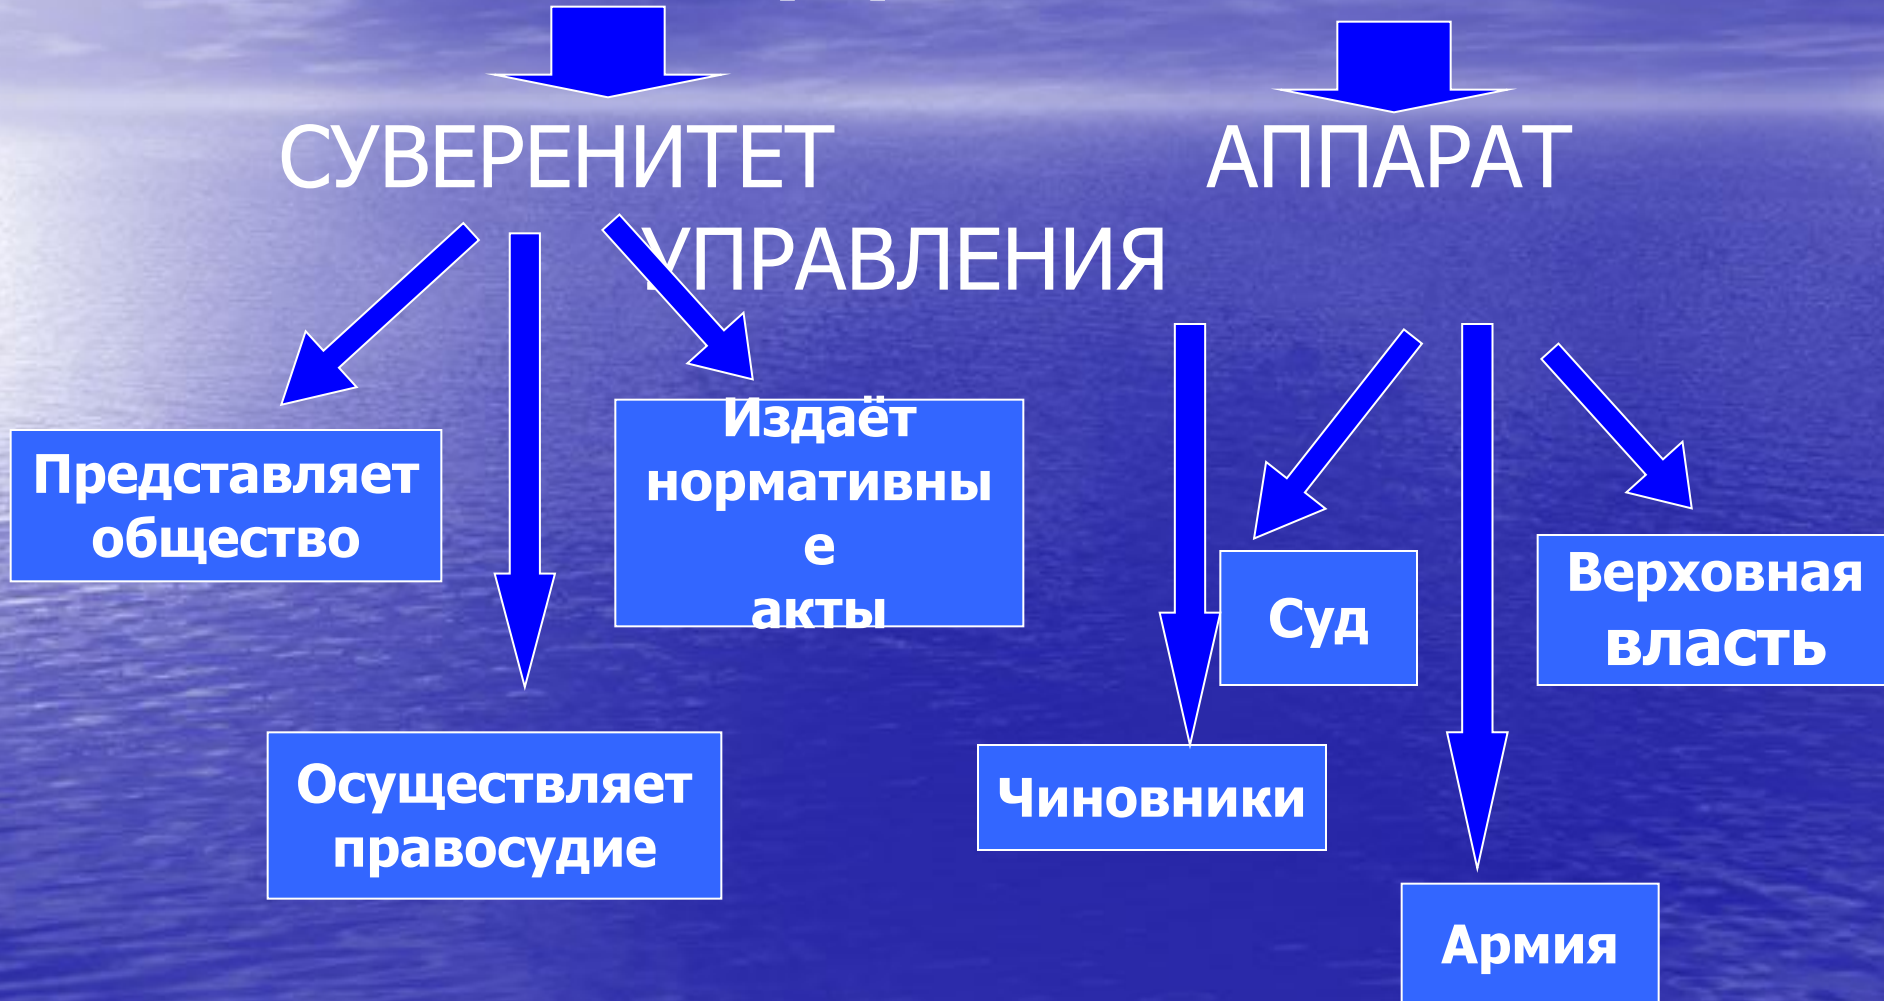 СУВЕРЕНИТЕТ АППАРАТ
УПРАВЛЕНИЯ
Представляет
общество
Издаёт
нормативны
е
акты
Осуществляет
правосудие
Чиновники
Суд
Верховная
власть
Армия